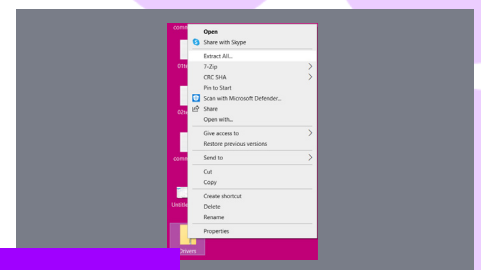 Open
Share with Skype
Extract All...
7-Zip
CRC SHA
Pin to Start
Scan with Microsoft Defender...
Share
Open with...
Give access to
Restore previous versions
Send to
Cut
Copy
Create shortcut
Delete
Rename
Properties
Drivers